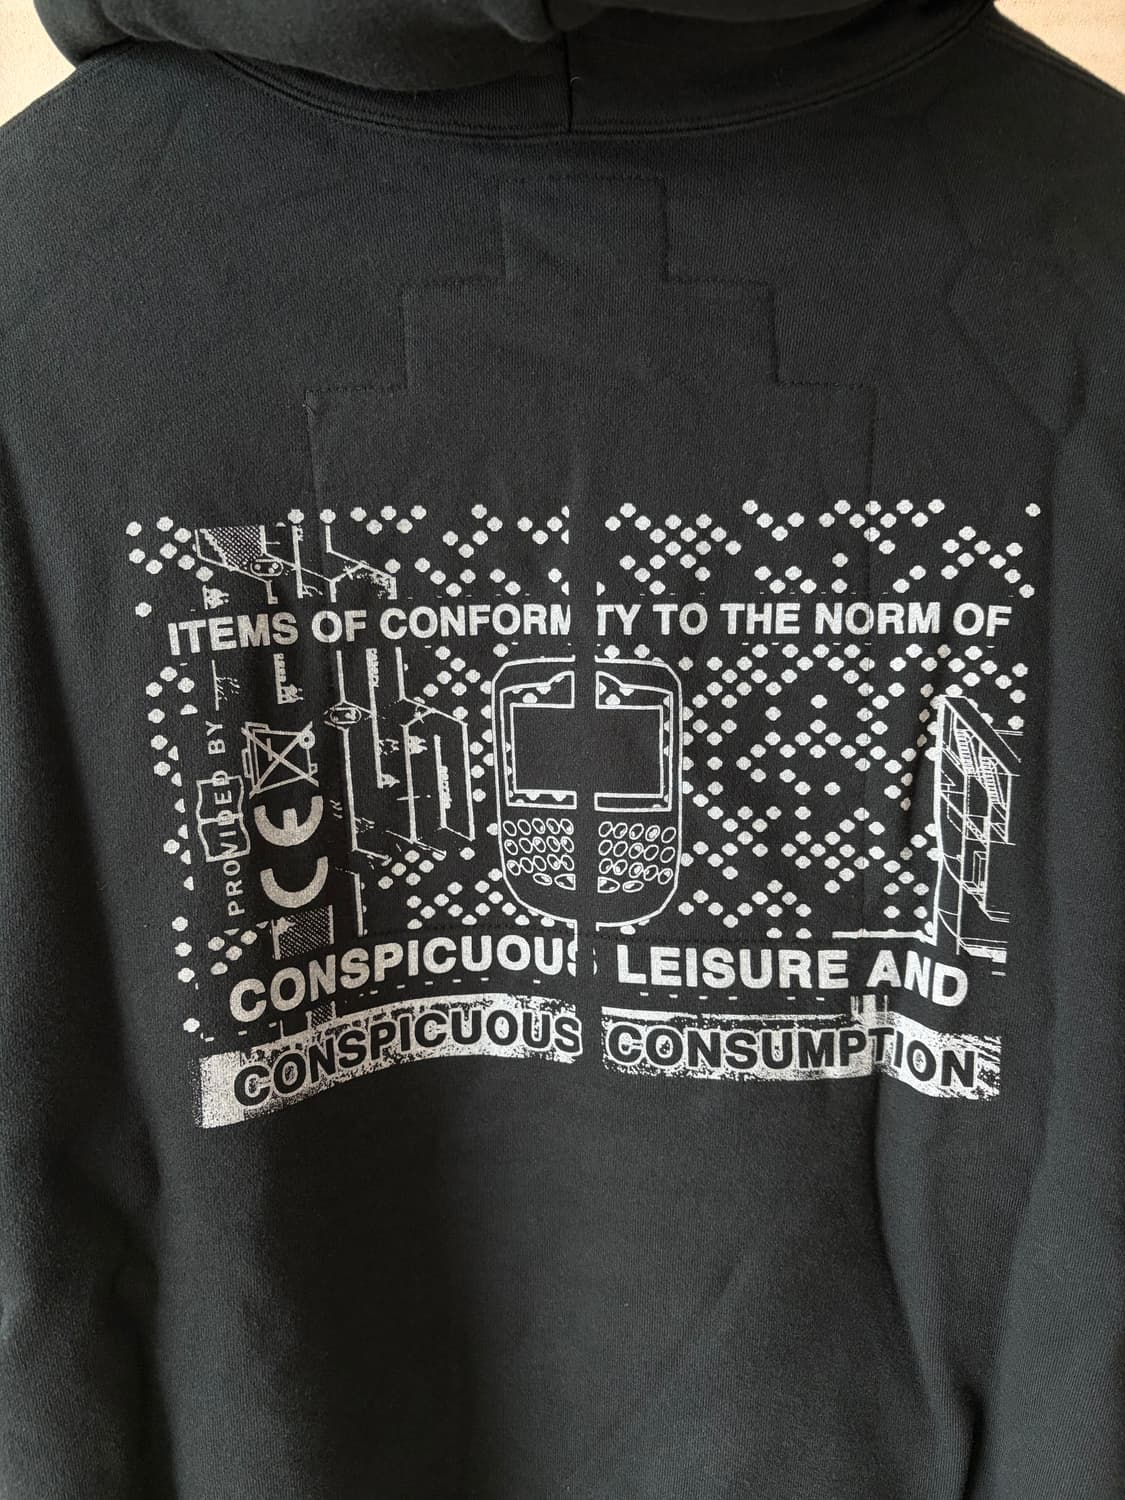 ITEMS OF CONFORMITY TO THE NORM OF
PROVIDED BY
CE
CONSPICUOUS LEISURE AND
CONSPICUOUS CONSUMPTION